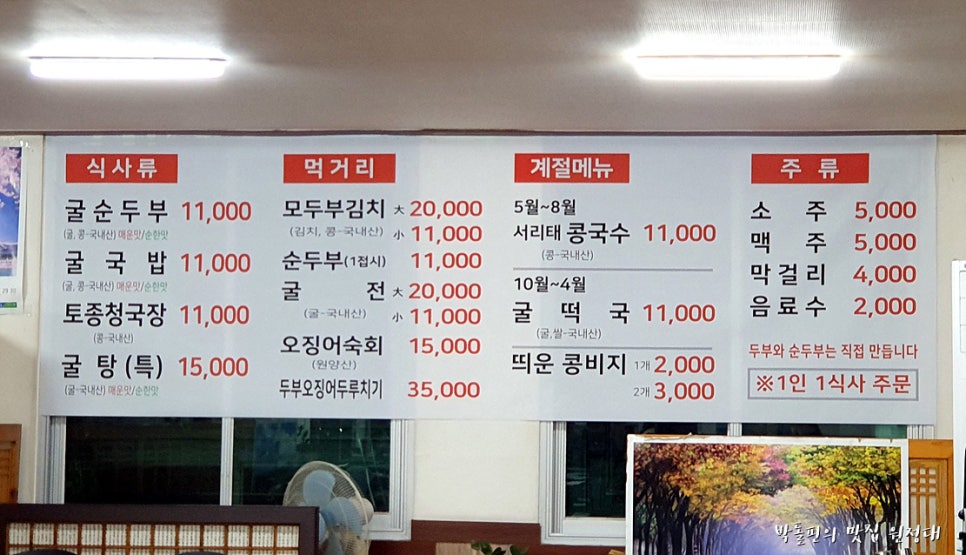 식사류
굴순두부 11,000
(굴, 콩-국내산) 매운맛/순한맛
굴국밥 11,000
(굴, 콩-국내산) 매운맛/순한맛
토종청국장 11,000
(콩-국내산)
굴탕(특) 15,000
(굴-국내산) 매운맛/순한맛
먹거리
모두부김치 大 20,000
(김치, 콩-국내산) 小 11,000
순두부(1접시) 11,000
굴전 大 20,000
(굴-국내산) 小 11,000
오징어숙회 15,000
(원양산)
두부오징어두루치기 35,000
계절메뉴
5월~8월
서리태 콩국수 11,000
(콩-국내산)
10월~4월
굴떡국 11,000
(굴,쌀-국내산)
띄운 콩비지 1개 2,000
2개 3,000
주류
소주 5,000
맥주 5,000
막걸리 4,000
음료수 2,000
두부와 순두부는 직접 만듭니다
※1인 1식사 주문
박돌핀의 맛집 원정대